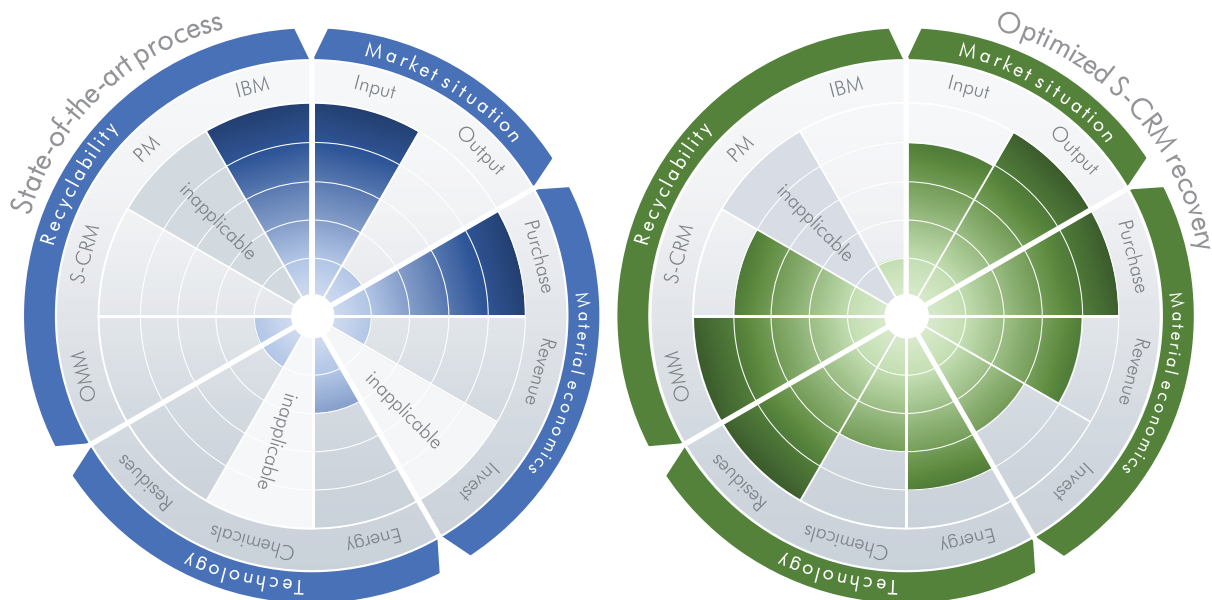 State-of-the-art process
Market situation
Material economics
Technology
Recyclability
Input
Output
Purchase
Revenue
Invest
Energy
Chemicals
Residues
OMM
S-CRM
PM
IBM
inapplicable
inapplicable
inapplicable
Optimized S-CRM recovery
Market situation
Material economics
Technology
Recyclability
Input
Output
Purchase
Revenue
Invest
Energy
Chemicals
Residues
OMM
S-CRM
PM
IBM
inapplicable